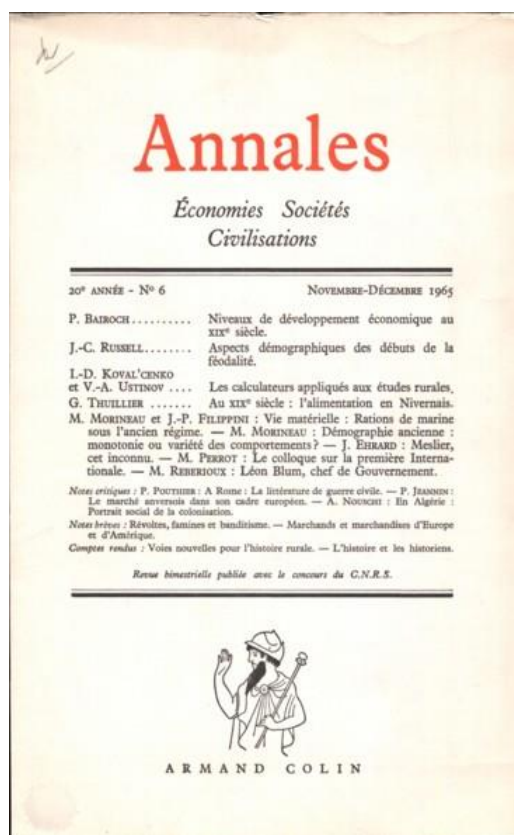 Annales
Économies Sociétés
Civilisations
20e ANNÉE - No 6 NOVEMBRE-DÉCEMBRE 1965
P. BAIROCH .......... Niveaux de développement économique au
XIXe siècle.
J.-C. RUSSELL ........ Aspects démographiques des débuts de la
féodalité.
I.-D. KOVAL'CENKO
et V.-A. USTINOV .... Les calculateurs appliqués aux études rurales.
G. THUILLIER ....... Au XIXe siècle : l'alimentation en Nivernais.
M. MORINEAU et J.-P. FILIPPINI : Vie matérielle : Rations de marine
sous l'ancien régime. — M. MORINEAU : Démographie ancienne :
monotonie ou variété des comportements ? — J. EHRARD : Meslier,
cet inconnu. — M. PERROT : Le colloque sur la première Interna-
tionale. — M. REBERIOUX : Léon Blum, chef de Gouvernement.
Notes critiques : P. POUTHIER : A Rome : La littérature de guerre civile. — P. JEANNIN :
Le marché anversois dans son cadre européen. — A. NOUSCHI : En Algérie :
Portrait social de la colonisation.
Notes brèves : Révoltes, famines et banditisme. — Marchands et marchandises d'Europe
et d'Amérique.
Comptes rendus : Voies nouvelles pour l'histoire rurale. — L'histoire et les historiens.
Revue bimestrielle publiée avec le concours du C.N.R.S.
ARMAND COLIN